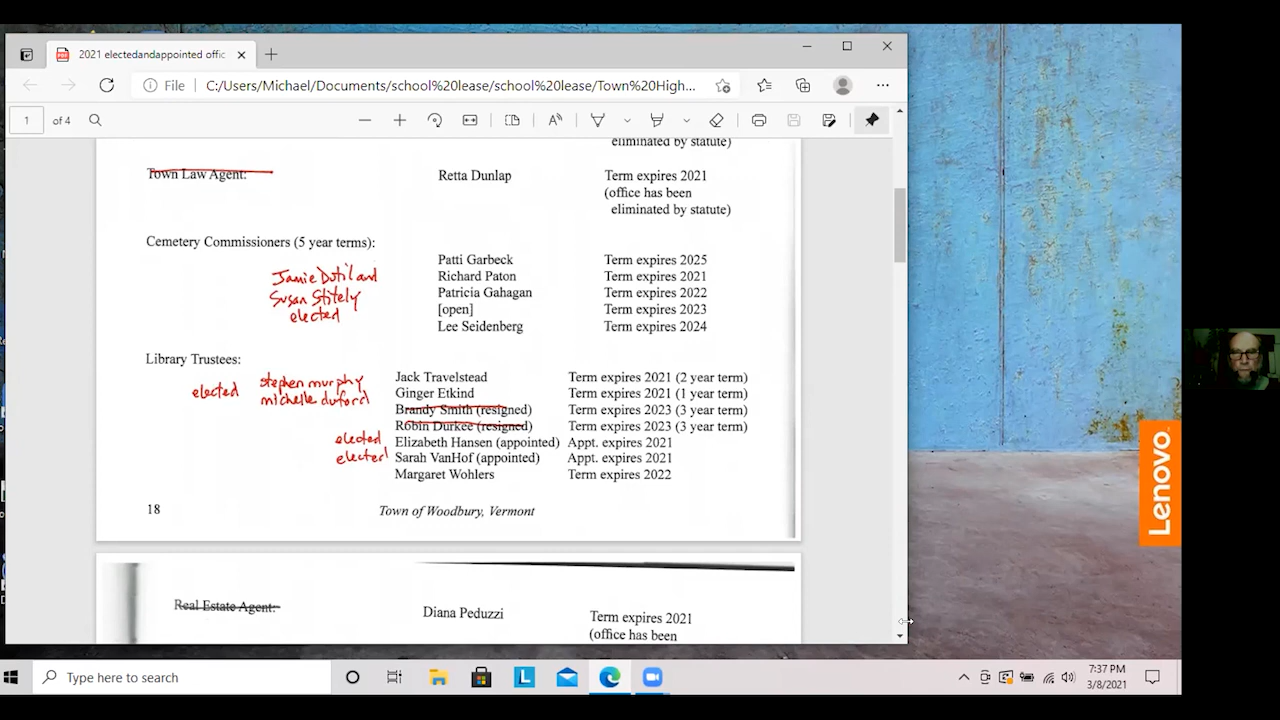 2021 electedandappointed offic
File C:/Users/Michael/Documents/school%20lease/school%20lease/Town%20High...
1 of 4
eliminated by statute)
Town Law Agent: Retta Dunlap Term expires 2021
(office has been
eliminated by statute)
Cemetery Commissioners (5 year terms):
Patti Garbeck Term expires 2025
Jamie Dutil and Richard Paton Term expires 2021
Susan Stitely Patricia Gahagan Term expires 2022
elected [open] Term expires 2023
Lee Seidenberg Term expires 2024
Library Trustees:
stephen murphy Jack Travelstead Term expires 2021 (2 year term)
elected michelle duford Ginger Etkind Term expires 2021 (1 year term)
Brandy Smith (resigned) Term expires 2023 (3 year term)
Robin Durkee (resigned) Term expires 2023 (3 year term)
elected Elizabeth Hansen (appointed) Appt. expires 2021
elected Sarah VanHof (appointed) Appt. expires 2021
Margaret Wohlers Term expires 2022
18 Town of Woodbury, Vermont
Real Estate Agent: Diana Peduzzi Term expires 2021
(office has been
Lenovo
Type here to search
7:37 PM
3/8/2021